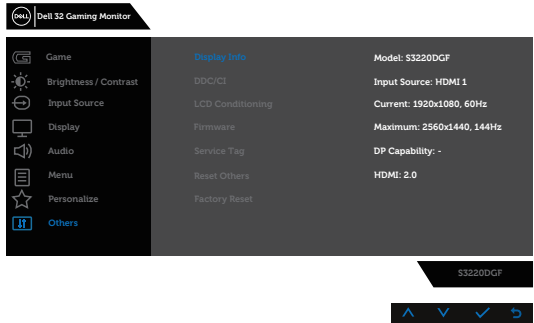 DELL Dell 32 Gaming Monitor
Game
Brightness / Contrast
Input Source
Display
Audio
Menu
Personalize
Others
Display Info
DDC/CI
LCD Conditioning
Firmware
Service Tag
Reset Others
Factory Reset
Model: S3220DGF
Input Source: HDMI 1
Current: 1920x1080, 60Hz
Maximum: 2560x1440, 144Hz
DP Capability: -
HDMI: 2.0
S3220DGF